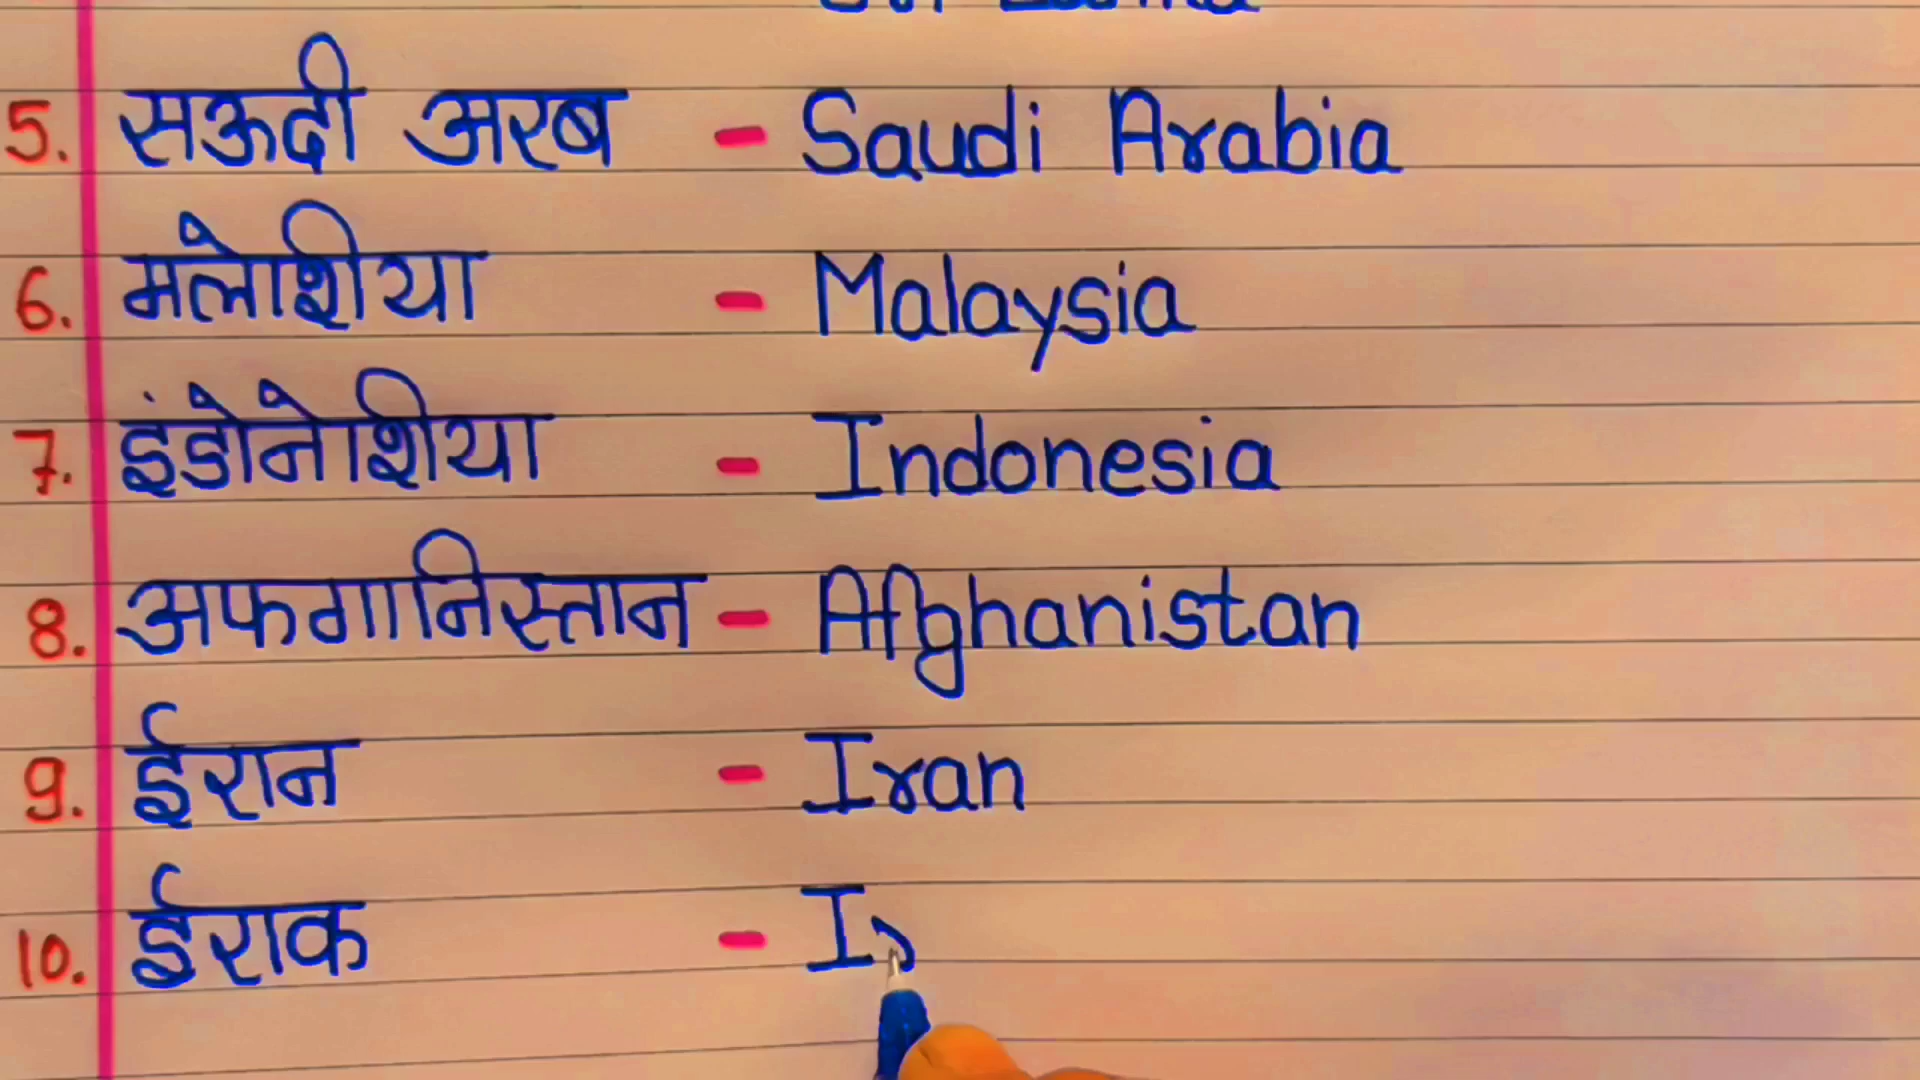 5. सऊदी अरब - Saudi Arabia
6. मलेशिया - Malaysia
7. इंडोनेशिया - Indonesia
8. अफगानिस्तान - Afghanistan
9. ईरान - Iran
10. ईराक - I